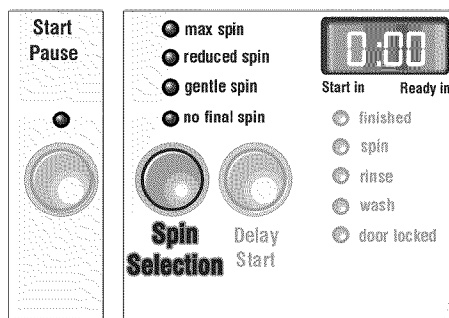 Start
Pause
max spin
reduced spin
gentle spin
no final spin
0:00
Start in Ready in
finished
spin
rinse
wash
door locked
Spin
Selection
Delay
Start